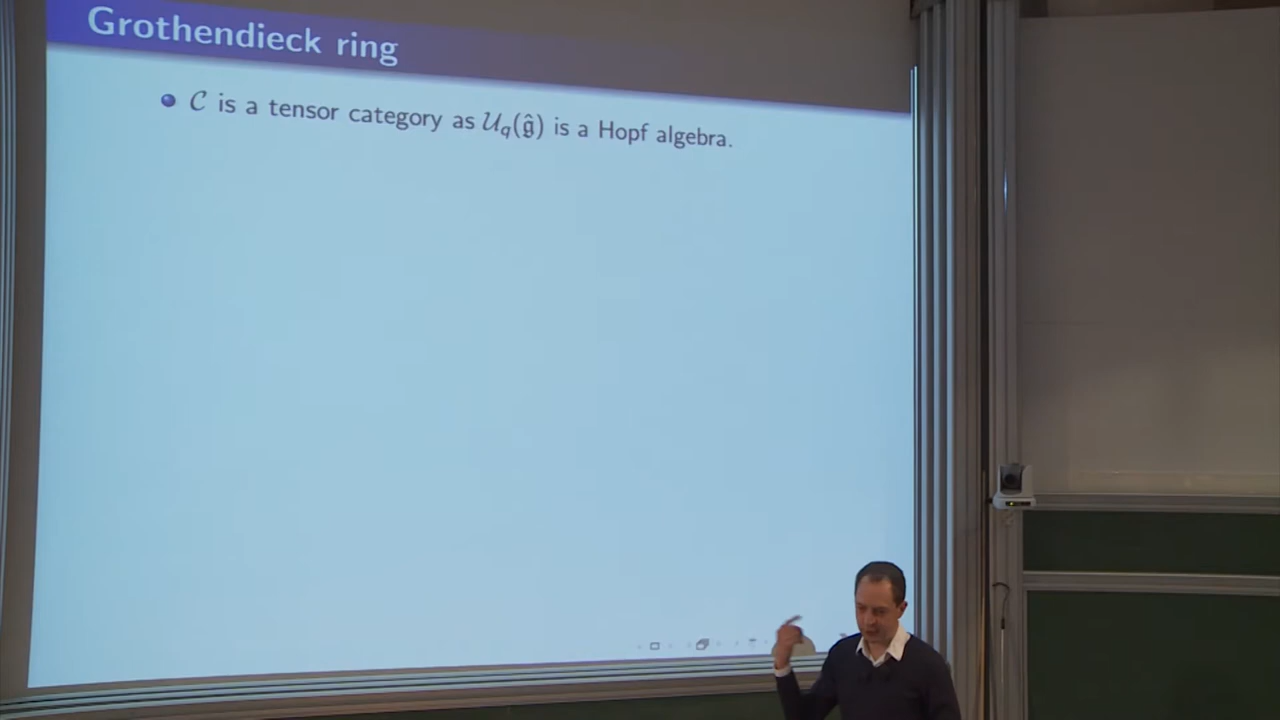 Grothendieck ring
𝒞 is a tensor category as 𝒰_q(ĝ) is a Hopf algebra.